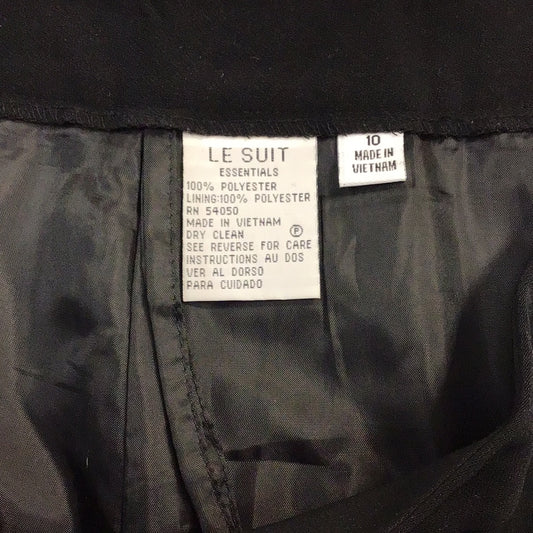 LE SUIT
ESSENTIALS
100% POLYESTER
LINING:100% POLYESTER
RN 54050
MADE IN VIETNAM
DRY CLEAN Ⓟ
SEE REVERSE FOR CARE
INSTRUCTIONS AU DOS
VER AL DORSO
PARA CUIDADO
10
MADE IN
VIETNAM